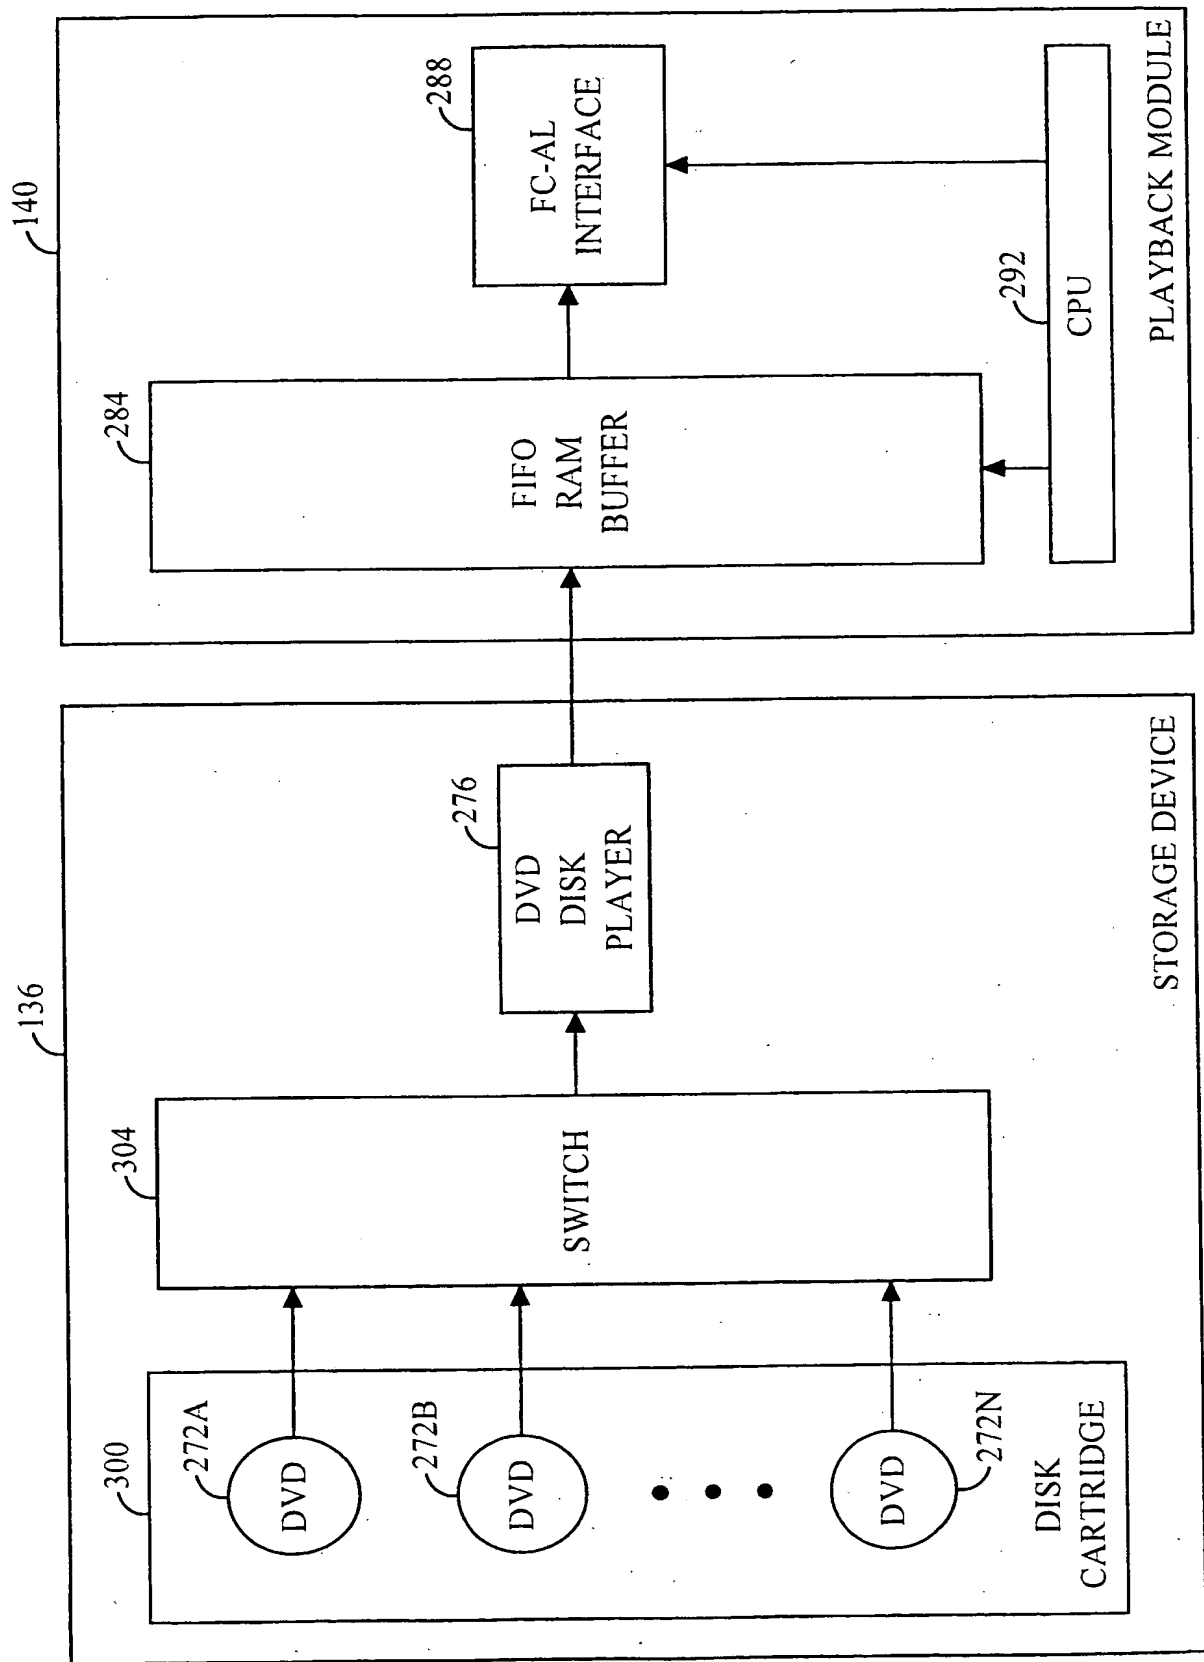 136
300
272A
DVD
272B
DVD
272N
DVD
DISK
CARTRIDGE
304
SWITCH
276
DVD
DISK
PLAYER
STORAGE DEVICE
140
284
FIFO
RAM
BUFFER
288
FC-AL
INTERFACE
292
CPU
PLAYBACK MODULE